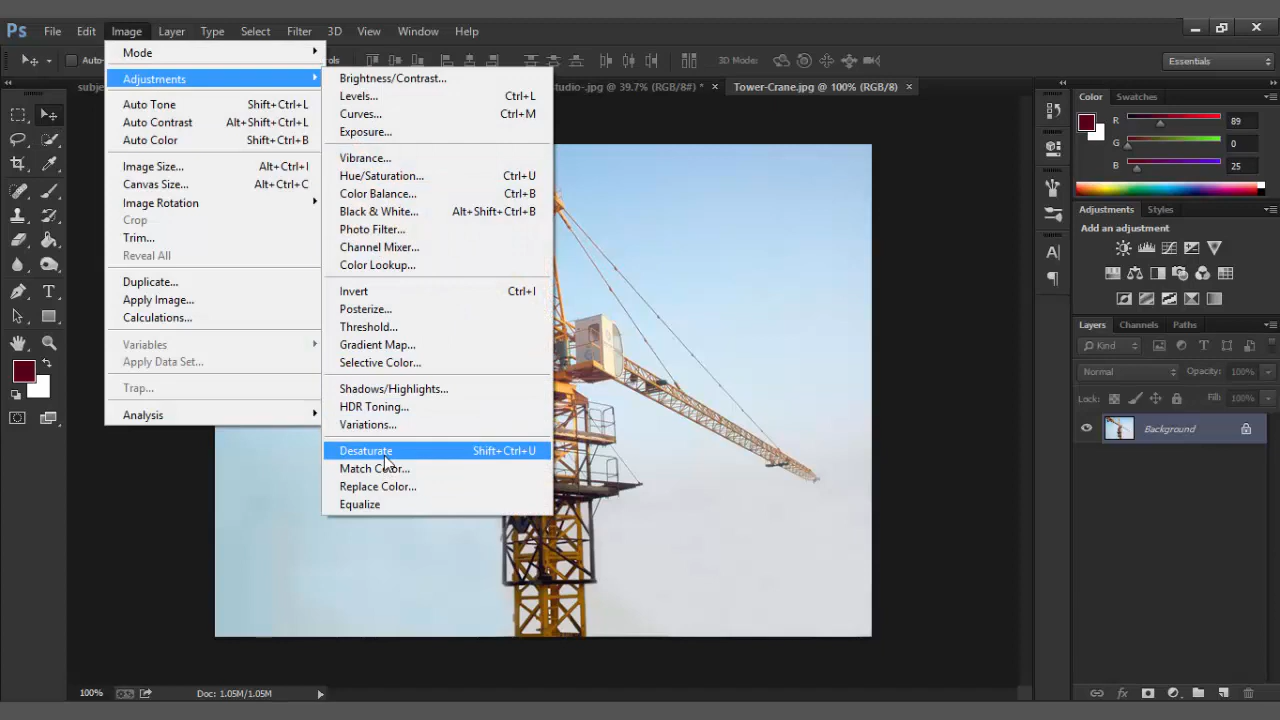 Ps File Edit Image Layer Type Select Filter 3D View Window Help
Mode
Adjustments
Auto Tone Shift+Ctrl+L
Auto Contrast Alt+Shift+Ctrl+L
Auto Color Shift+Ctrl+B
Image Size... Alt+Ctrl+I
Canvas Size... Alt+Ctrl+C
Image Rotation
Crop
Trim...
Reveal All
Duplicate...
Apply Image...
Calculations...
Variables
Apply Data Set...
Trap...
Analysis
Brightness/Contrast...
Levels... Ctrl+L
Curves... Ctrl+M
Exposure...
Vibrance...
Hue/Saturation... Ctrl+U
Color Balance... Ctrl+B
Black & White... Alt+Shift+Ctrl+B
Photo Filter...
Channel Mixer...
Color Lookup...
Invert Ctrl+I
Posterize...
Threshold...
Gradient Map...
Selective Color...
Shadows/Highlights...
HDR Toning...
Variations...
Desaturate Shift+Ctrl+U
Match Color...
Replace Color...
Equalize
3D Mode:
Essentials
@ 39.7% (RGB/8#) *
Tower-Crane.jpg @ 100% (RGB/8)
Color Swatches
R 89
G 0
B 25
Adjustments Styles
Add an adjustment
Layers Channels Paths
Kind
Normal Opacity: 100%
Lock: Fill: 100%
Background
100% Doc: 1.05M/1.05M